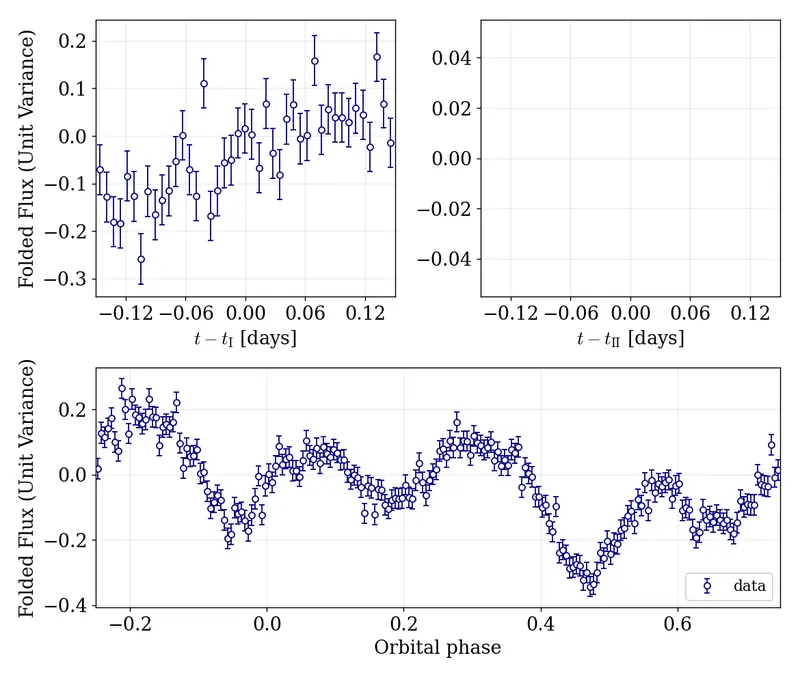 Folded Flux (Unit Variance)
0.2
0.1
0.0
−0.1
−0.2
−0.3
−0.12 −0.06 0.00 0.06 0.12
t − t_I [days]
0.04
0.02
0.00
−0.02
−0.04
−0.12 −0.06 0.00 0.06 0.12
t − t_II [days]
Folded Flux (Unit Variance)
0.2
0.0
−0.2
−0.4
−0.2 0.0 0.2 0.4 0.6
Orbital phase
data